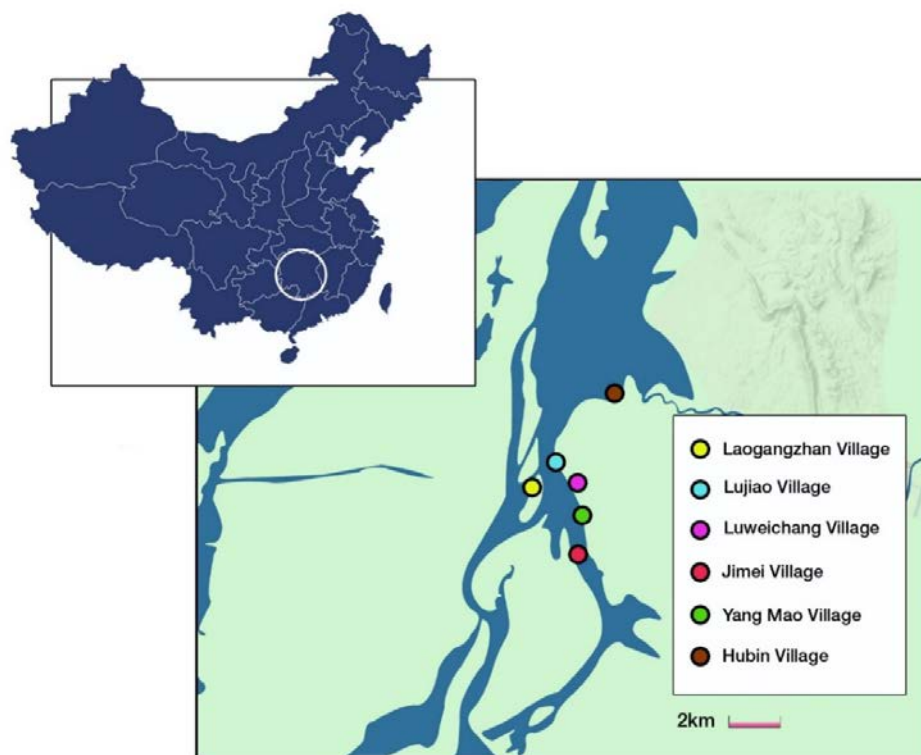 Laogangzhan Village
Lujiao Village
Luweichang Village
Jimei Village
Yang Mao Village
Hubin Village
2km